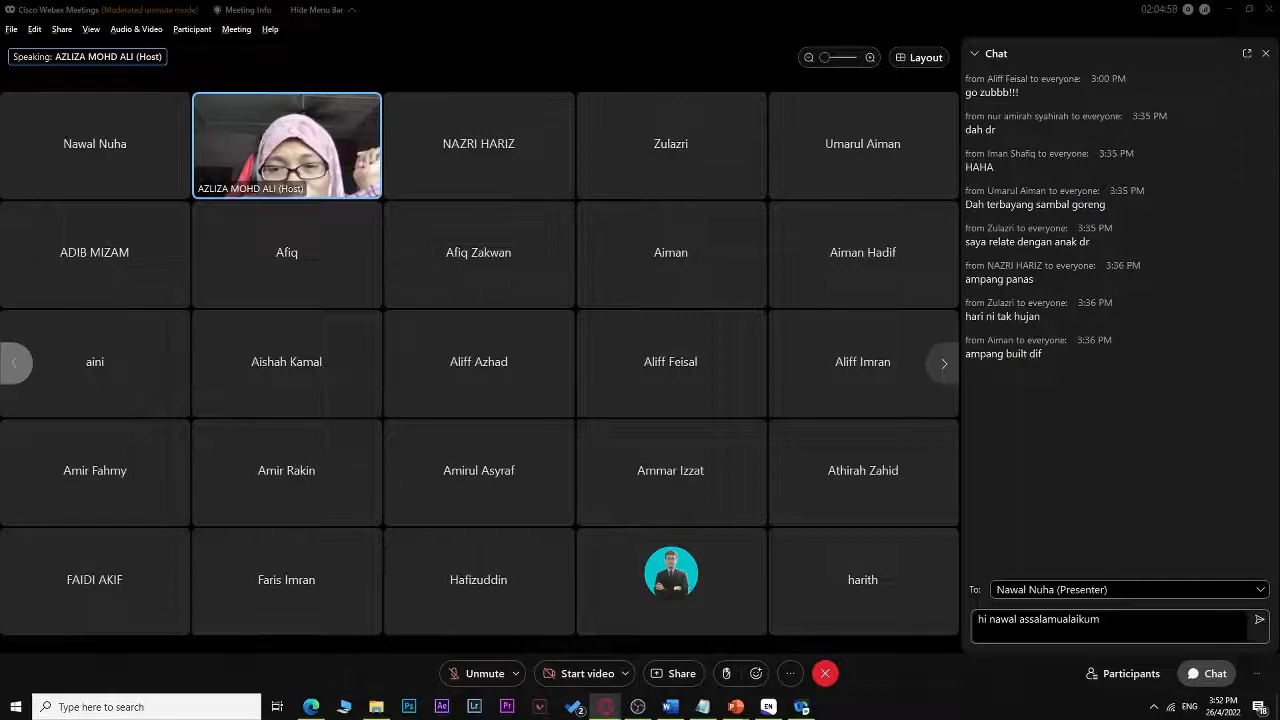 Cisco Webex Meetings (Moderated unmute mode) Meeting Info Hide Menu Bar 02:04:58
File Edit Share View Audio & Video Participant Meeting Help
Speaking: AZLIZA MOHD ALI (Host)
Layout
Nawal Nuha
AZLIZA MOHD ALI (Host)
NAZRI HARIZ
Zulazri
Umarul Aiman
ADIB MIZAM
Afiq
Afiq Zakwan
Aiman
Aiman Hadif
aini
Aishah Kamal
Aliff Azhad
Aliff Feisal
Aliff Imran
Amir Fahmy
Amir Rakin
Amirul Asyraf
Ammar Izzat
Athirah Zahid
FAIDI AKIF
Faris Imran
Hafizuddin
harith
Chat
from Aliff Feisal to everyone: 3:00 PM
go zubbb!!!
from nur amirah syahirah to everyone: 3:35 PM
dah dr
from Iman Shafiq to everyone: 3:35 PM
HAHA
from Umarul Aiman to everyone: 3:35 PM
Dah terbayang sambal goreng
from Zulazri to everyone: 3:35 PM
saya relate dengan anak dr
from NAZRI HARIZ to everyone: 3:36 PM
ampang panas
from Zulazri to everyone: 3:36 PM
hari ni tak hujan
from Aiman to everyone: 3:36 PM
ampang built dif
To: Nawal Nuha (Presenter)
hi nawal assalamualaikum
Unmute Start video Share
Participants Chat
Type here to search
Ps Ae Lr Pr 2 EN
ENG
3:52 PM
26/4/2022
8